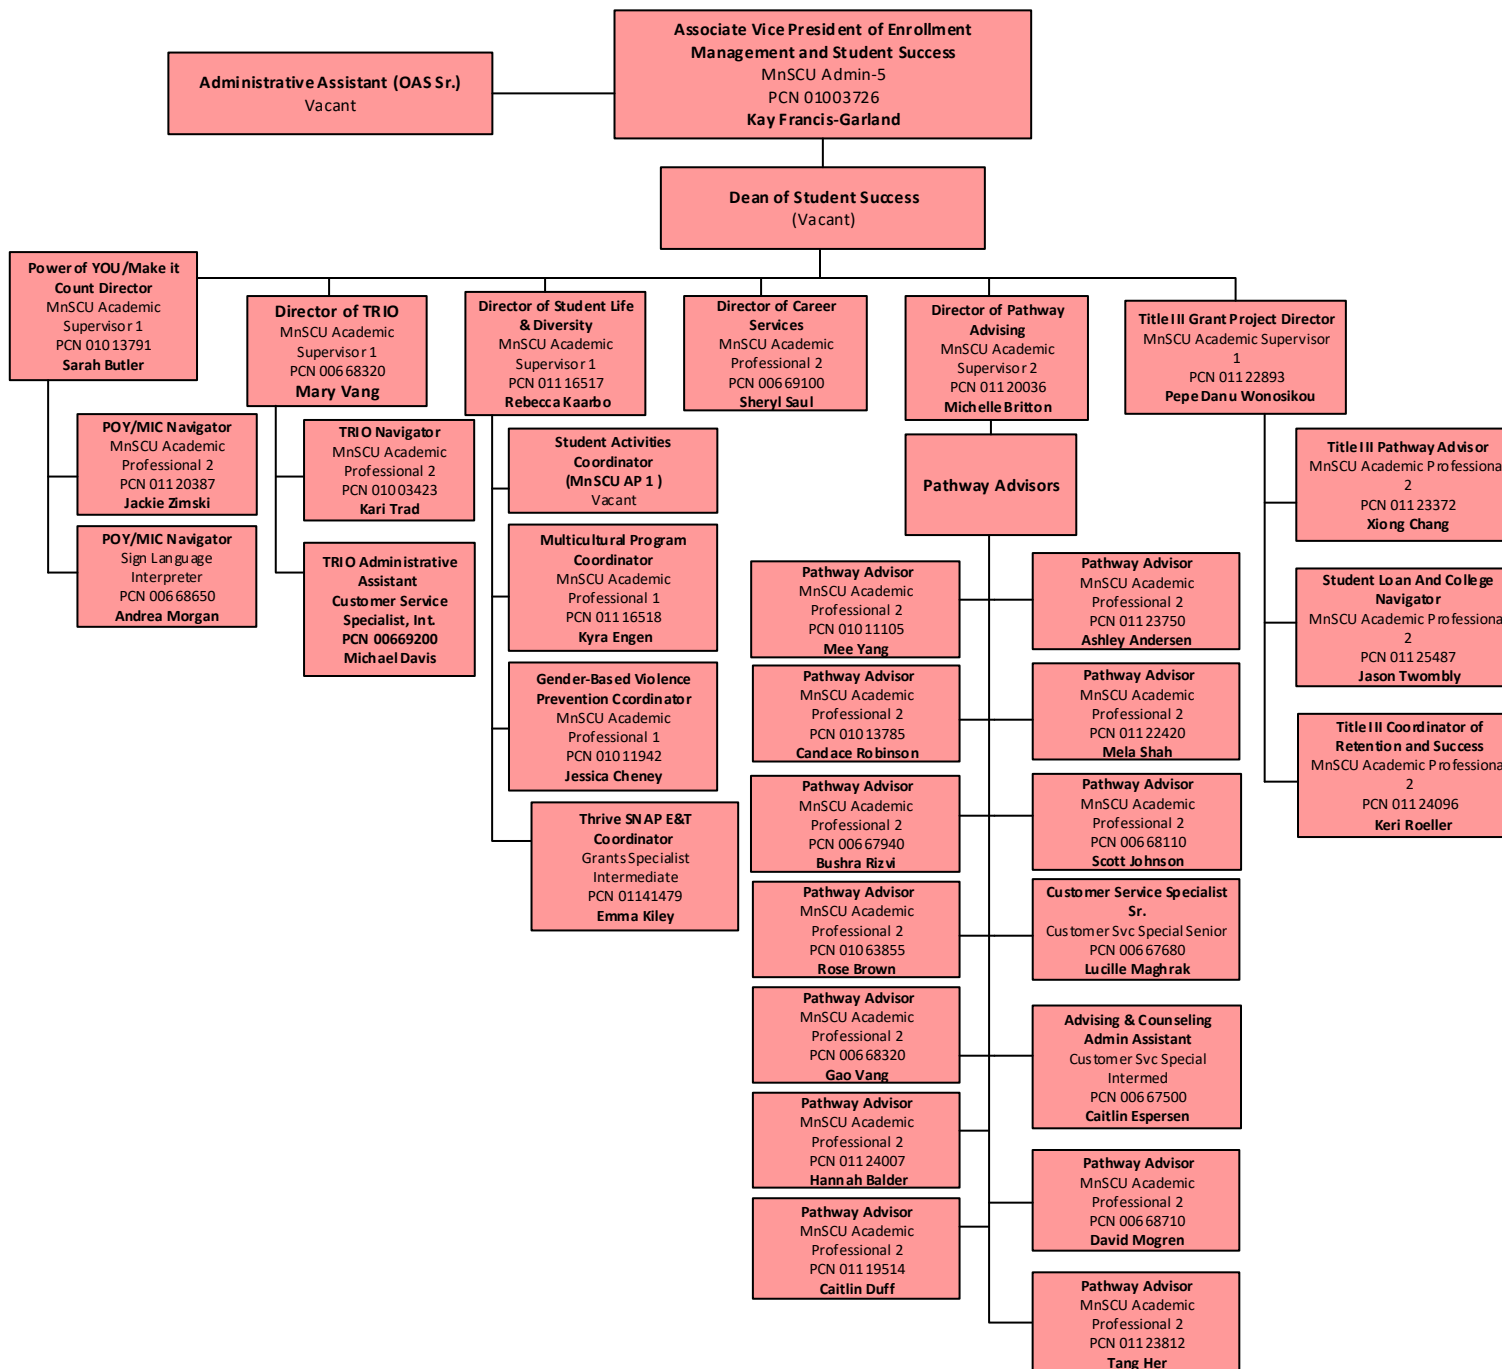 Associate Vice President of Enrollment
Management and Student Success
MnSCU Admin-5
PCN 01003726
Kay Francis-Garland
Administrative Assistant (OAS Sr.)
Vacant
Dean of Student Success
(Vacant)
Power of YOU/Make it
Count Director
MnSCU Academic
Supervisor 1
PCN 01013791
Sarah Butler
Director of TRIO
MnSCU Academic
Supervisor 1
PCN 00668320
Mary Vang
Director of Student Life
& Diversity
MnSCU Academic
Supervisor 1
PCN 01116517
Rebecca Kaarbo
Director of Career
Services
MnSCU Academic
Professional 2
PCN 00669100
Sheryl Saul
Director of Pathway
Advising
MnSCU Academic
Supervisor 2
PCN 01120036
Michelle Britton
Title III Grant Project Director
MnSCU Academic Supervisor
1
PCN 01122893
Pepe Danu Wonosikou
POY/MIC Navigator
MnSCU Academic
Professional 2
PCN 01120387
Jackie Zimski
POY/MIC Navigator
Sign Language
Interpreter
PCN 00668650
Andrea Morgan
TRIO Navigator
MnSCU Academic
Professional 2
PCN 01003423
Kari Trad
TRIO Administrative
Assistant
Customer Service
Specialist, Int.
PCN 00669200
Michael Davis
Student Activities
Coordinator
(MnSCU AP 1 )
Vacant
Multicultural Program
Coordinator
MnSCU Academic
Professional 1
PCN 01116518
Kyra Engen
Gender-Based Violence
Prevention Ccordinator
MnSCU Academic
Professional 1
PCN 01011942
Jessica Cheney
Thrive SNAP E&T
Coordinator
Grants Specialist
Intermediate
PCN 01141479
Emma Kiley
Pathway Advisors
Pathway Advisor
MnSCU Academic
Professional 2
PCN 01011105
Mee Yang
Pathway Advisor
MnSCU Academic
Professional 2
PCN 01123750
Ashley Andersen
Pathway Advisor
MnSCU Academic
Professional 2
PCN 01013785
Candace Robinson
Pathway Advisor
MnSCU Academic
Professional 2
PCN 01122420
Mela Shah
Pathway Advisor
MnSCU Academic
Professional 2
PCN 00667940
Bushra Rizvi
Pathway Advisor
MnSCU Academic
Professional 2
PCN 00668110
Scott Johnson
Pathway Advisor
MnSCU Academic
Professional 2
PCN 01063855
Rose Brown
Customer Service Specialist
Sr.
Customer Svc Special Senior
PCN 00667680
Lucille Maghrak
Pathway Advisor
MnSCU Academic
Professional 2
PCN 00668320
Gao Vang
Advising & Counseling
Admin Assistant
Customer Svc Special
Intermed
PCN 00667500
Caitlin Espersen
Pathway Advisor
MnSCU Academic
Professional 2
PCN 01124007
Hannah Balder
Pathway Advisor
MnSCU Academic
Professional 2
PCN 00668710
David Mogren
Pathway Advisor
MnSCU Academic
Professional 2
PCN 01119514
Caitlin Duff
Pathway Advisor
MnSCU Academic
Professional 2
PCN 01123812
Tang Her
Title III Pathway Advisor
MnSCU Academic Professiona
2
PCN 01123372
Xiong Chang
Student Loan And College
Navigator
MnSCU Academic Professiona
2
PCN 01125487
Jason Twombly
Title III Coordinator of
Retention and Success
MnSCU Academic Professiona
2
PCN 01124096
Keri Roeller